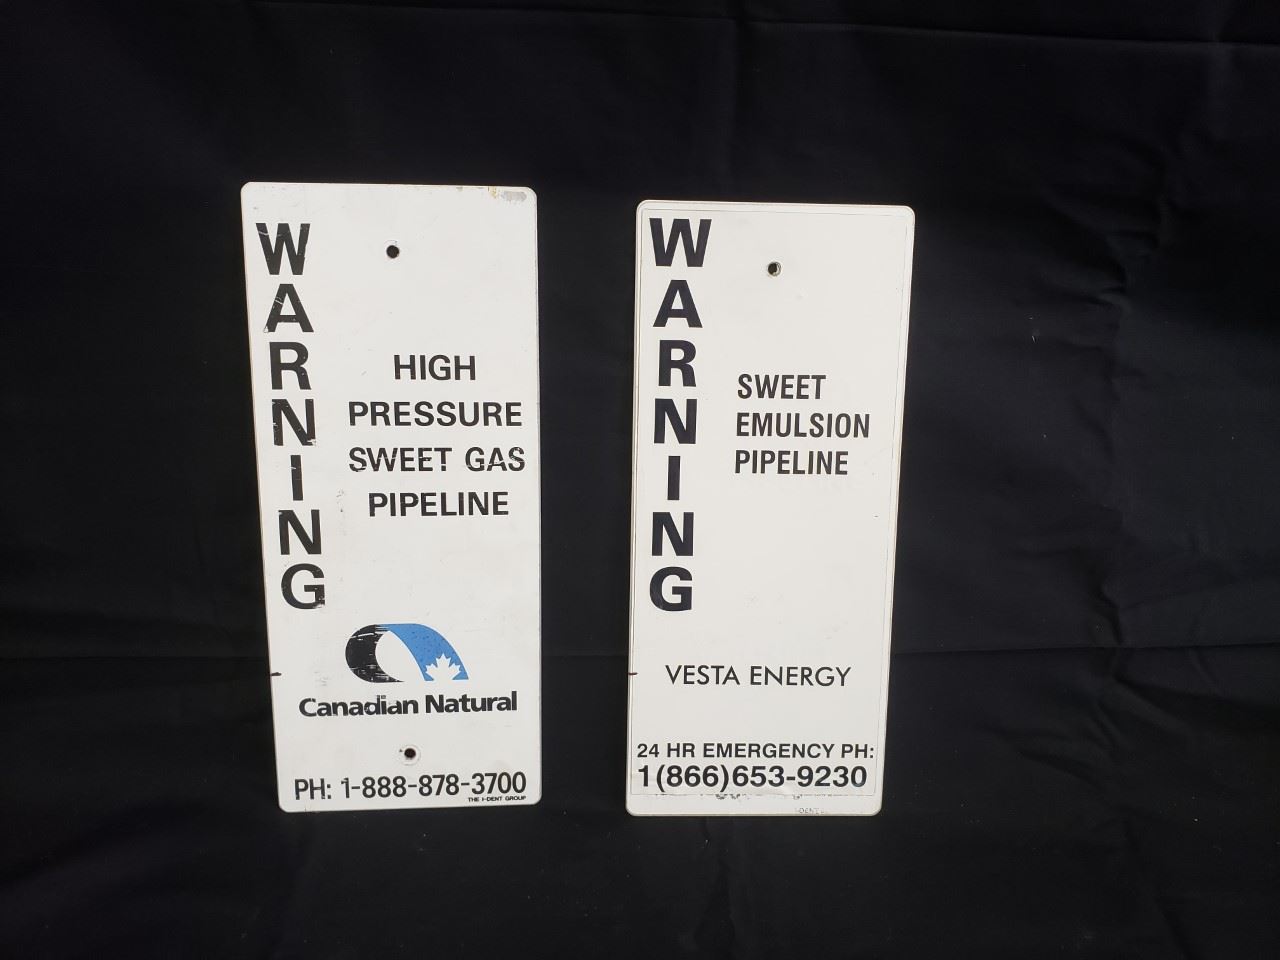 WARNING
HIGH
PRESSURE
SWEET GAS
PIPELINE
Canadian Natural
PH: 1-888-878-3700
THE I-DENT GROUP
WARNING
SWEET
EMULSION
PIPELINE
VESTA ENERGY
24 HR EMERGENCY PH:
1(866)653-9230